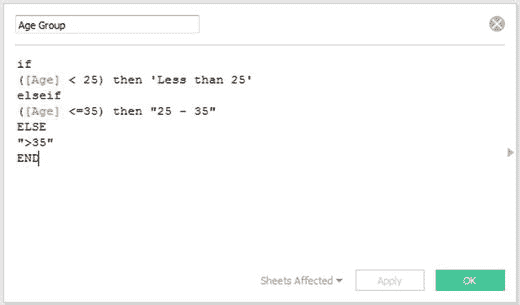 Age Group
if
([Age] < 25) then 'Less than 25'
elseif
([Age] <=35) then "25 - 35"
ELSE
">35"
END
Sheets Affected
Apply
OK